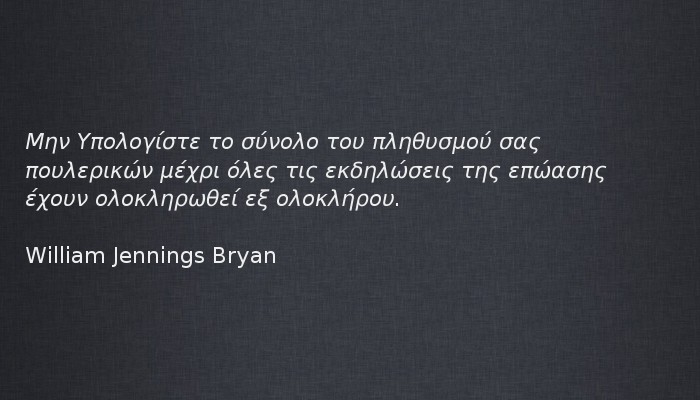 Μην Υπολογίστε το σύνολο του πληθυσμού σας
πουλερικών μέχρι όλες τις εκδηλώσεις της επώασης
έχουν ολοκληρωθεί εξ ολοκλήρου.
William Jennings Bryan